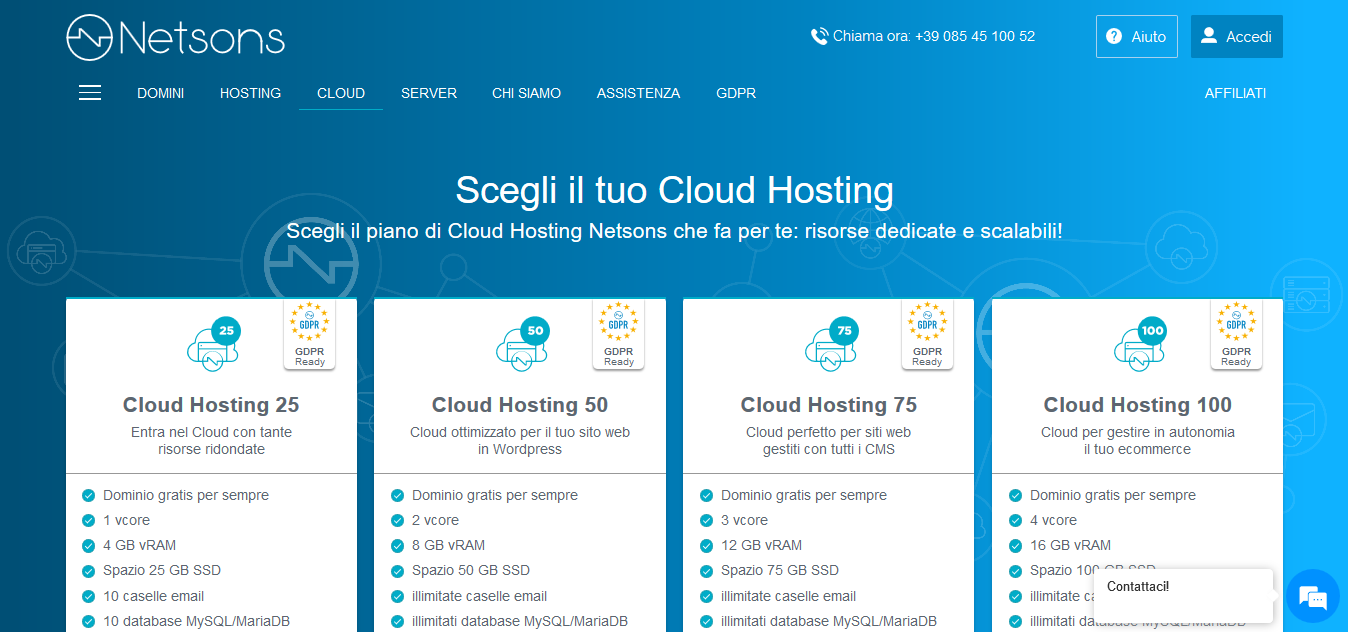 Netsons
Chiama ora: +39 085 45 100 52
Aiuto
Accedi
DOMINI
HOSTING
CLOUD
SERVER
CHI SIAMO
ASSISTENZA
GDPR
AFFILIATI
Scegli il tuo Cloud Hosting
Scegli il piano di Cloud Hosting Netsons che fa per te: risorse dedicate e scalabili!
25
GDPR
GDPR
Ready
Cloud Hosting 25
Entra nel Cloud con tante
risorse ridondate
Dominio gratis per sempre
1 vcore
4 GB vRAM
Spazio 25 GB SSD
10 caselle email
10 database MySQL/MariaDB
50
GDPR
GDPR
Ready
Cloud Hosting 50
Cloud ottimizzato per il tuo sito web
in Wordpress
Dominio gratis per sempre
2 vcore
8 GB vRAM
Spazio 50 GB SSD
illimitate caselle email
illimitati database MySQL/MariaDB
75
GDPR
GDPR
Ready
Cloud Hosting 75
Cloud perfetto per siti web
gestiti con tutti i CMS
Dominio gratis per sempre
3 vcore
12 GB vRAM
Spazio 75 GB SSD
illimitate caselle email
illimitati database MySQL/MariaDB
100
GDPR
GDPR
Ready
Cloud Hosting 100
Cloud per gestire in autonomia
il tuo ecommerce
Dominio gratis per sempre
4 vcore
16 GB vRAM
Spazio 100 GB SSD
illimitate
illimitati database MySQL/MariaDB
Contattaci!